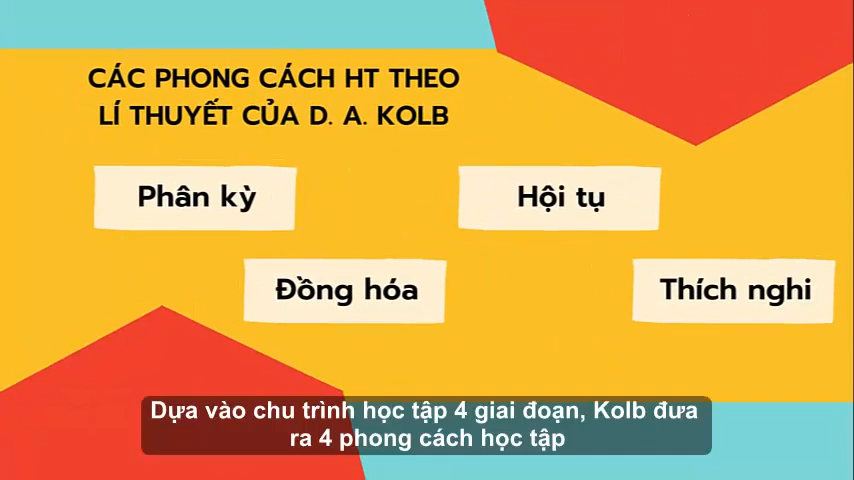 CÁC PHONG CÁCH HT THEO
LÍ THUYẾT CỦA D. A. KOLB
Phân kỳ
Hội tụ
Đồng hóa
Thích nghi
Dựa vào chu trình học tập 4 giai đoạn, Kolb đưa
ra 4 phong cách học tập